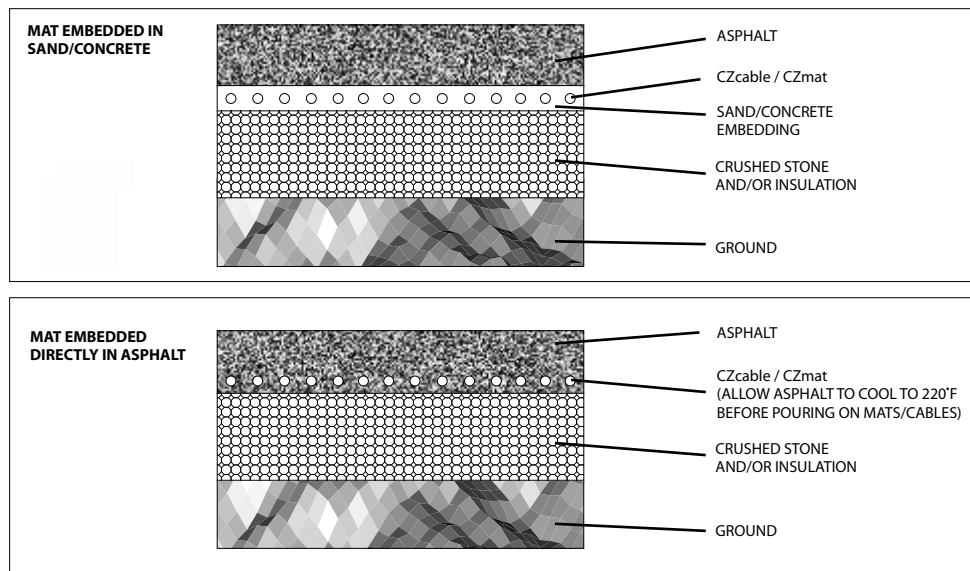 MAT EMBEDDED IN
SAND/CONCRETE
ASPHALT
CZcable / CZmat
SAND/CONCRETE
EMBEDDING
CRUSHED STONE
AND/OR INSULATION
GROUND
MAT EMBEDDED
DIRECTLY IN ASPHALT
ASPHALT
CZcable / CZmat
(ALLOW ASPHALT TO COOL TO 220˚F
BEFORE POURING ON MATS/CABLES)
CRUSHED STONE
AND/OR INSULATION
GROUND